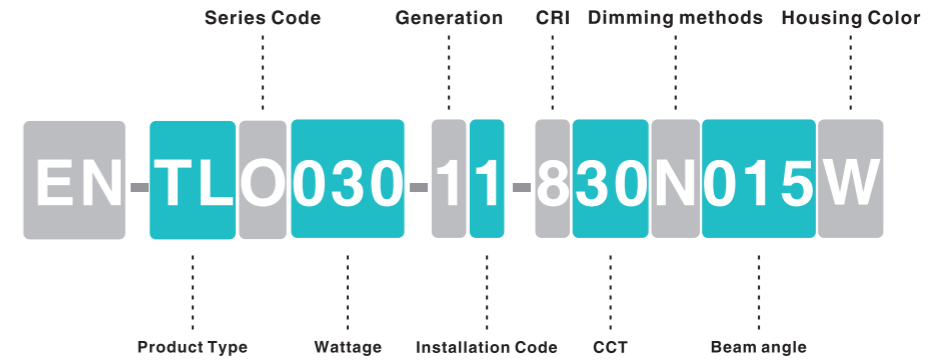 Series Code Generation CRI Dimming methods Housing Color
EN-TLO030-11-830N015W
Product Type Wattage Installation Code CCT Beam angle